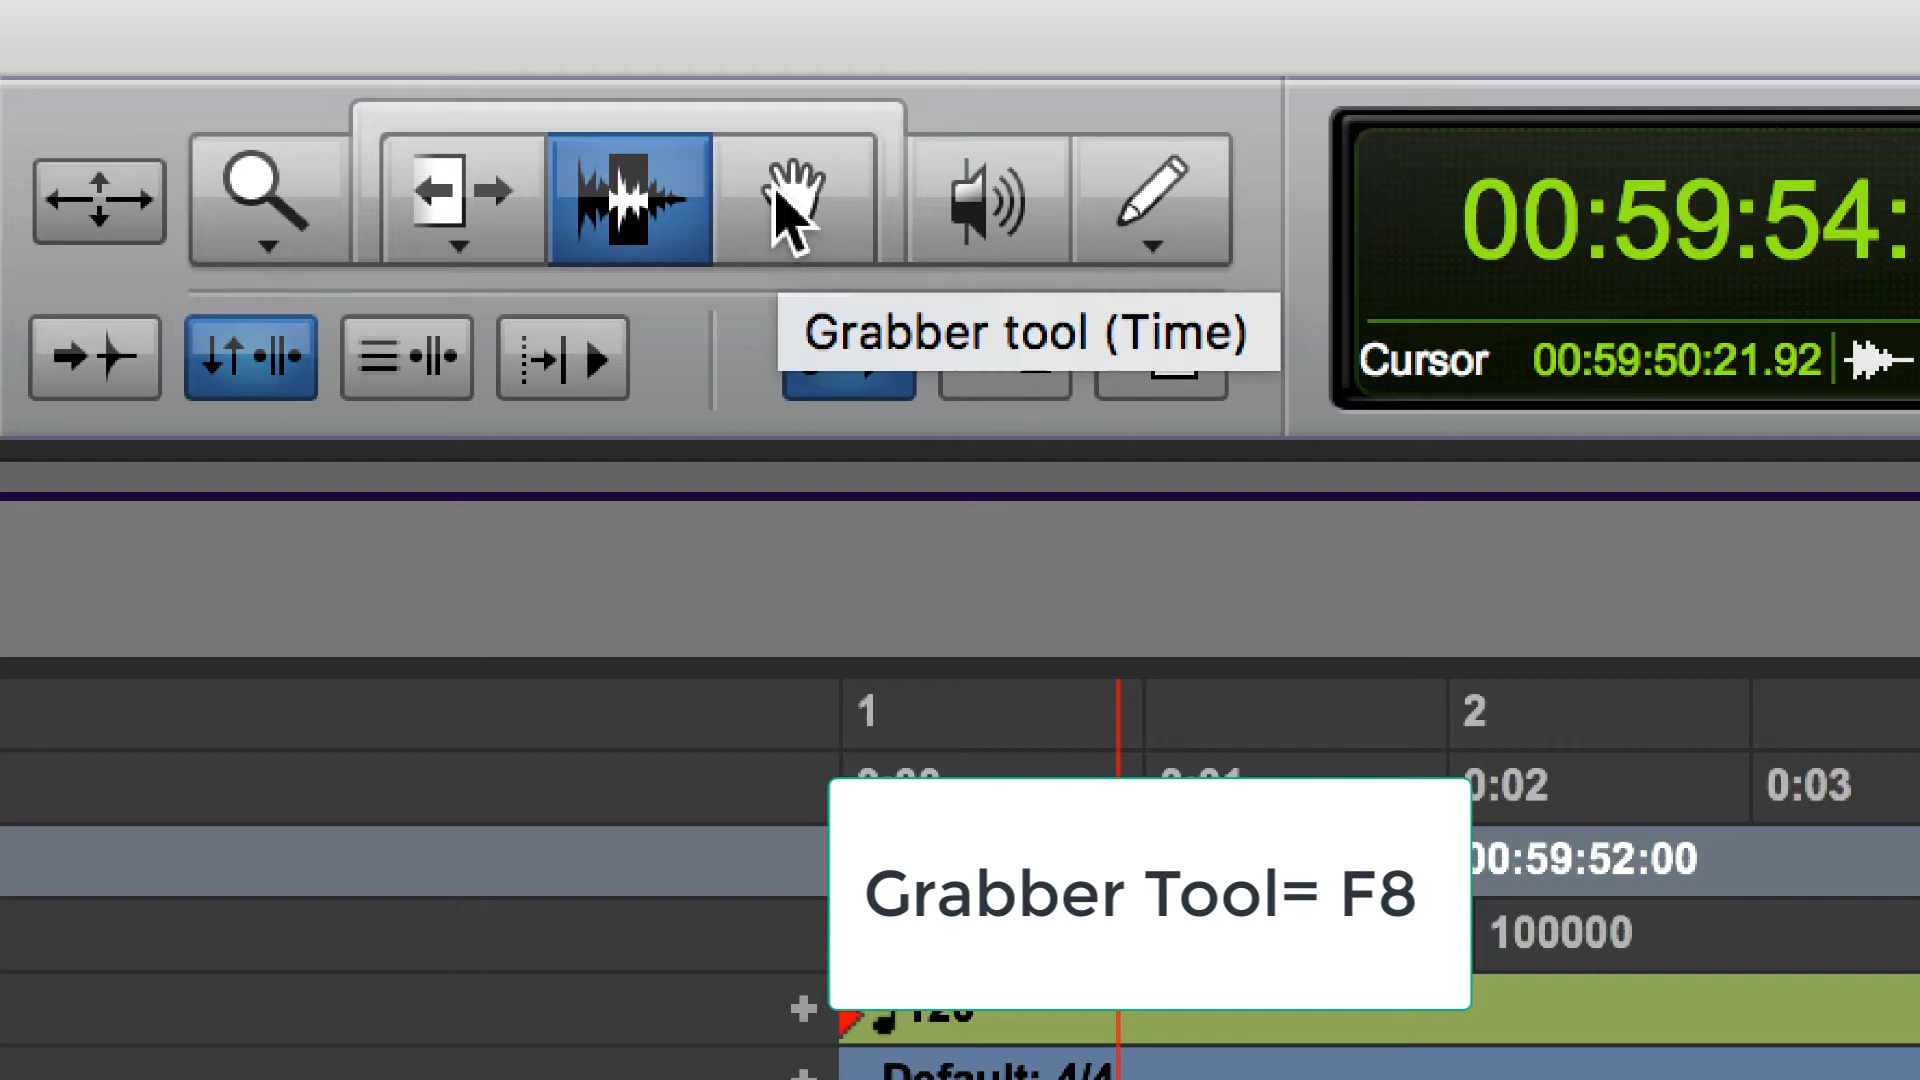 00:59:54:
Grabber tool (Time)
Cursor 00:59:50:21.92
1 2
0:02 0:03
00:59:52:00
Grabber Tool= F8
100000
120
Default: 4/4